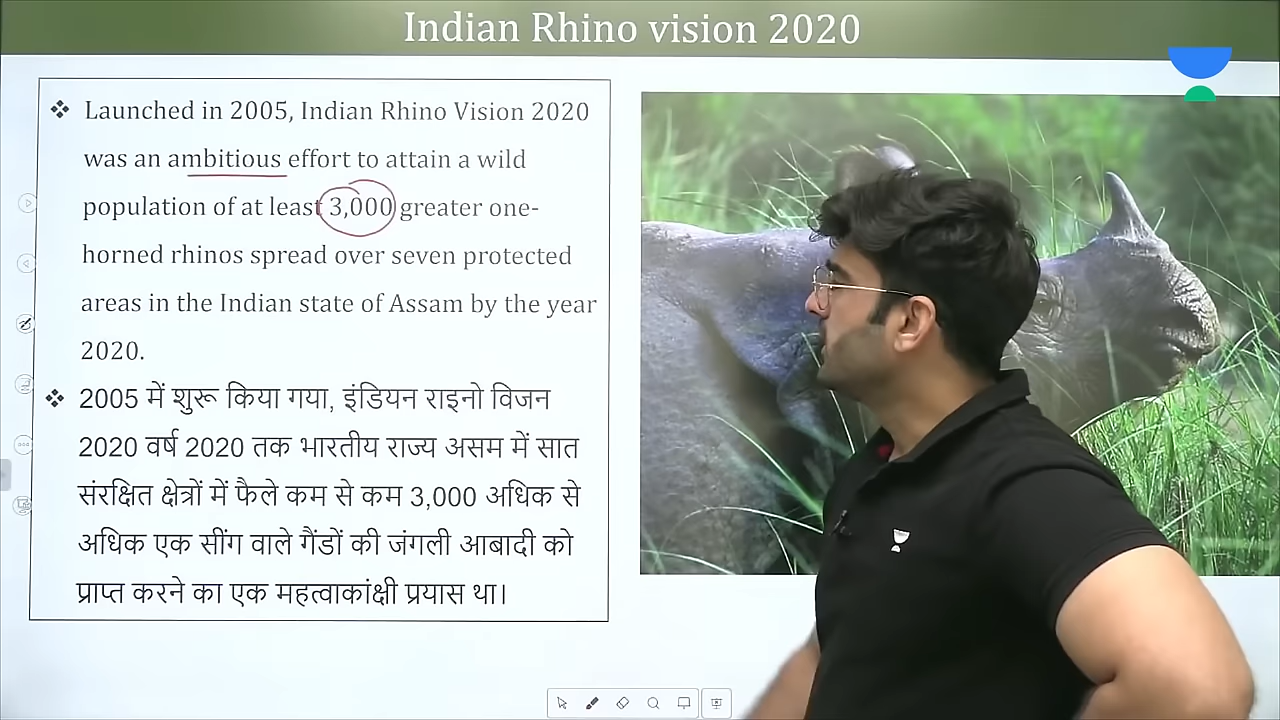 Indian Rhino vision 2020
Launched in 2005, Indian Rhino Vision 2020
was an ambitious effort to attain a wild
population of at least 3,000 greater one-
horned rhinos spread over seven protected
areas in the Indian state of Assam by the year
2020.
2005 में शुरू किया गया, इंडियन राइनो विजन
2020 वर्ष 2020 तक भारतीय राज्य असम में सात
संरक्षित क्षेत्रों में फैले कम से कम 3,000 अधिक से
अधिक एक सींग वाले गैंडों की जंगली आबादी को
प्राप्त करने का एक महत्वाकांक्षी प्रयास था।